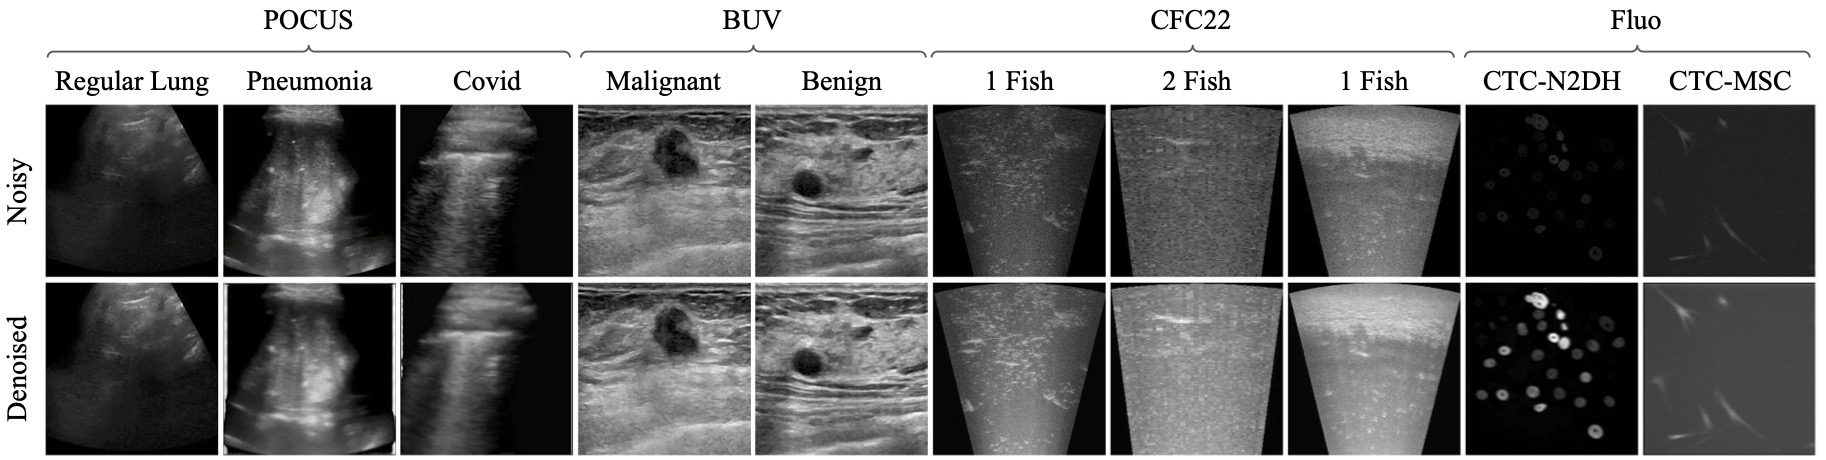 POCUS BUV CFC22 Fluo
Regular Lung Pneumonia Covid Malignant Benign 1 Fish 2 Fish 1 Fish CTC-N2DH CTC-MSC
Noisy
Denoised